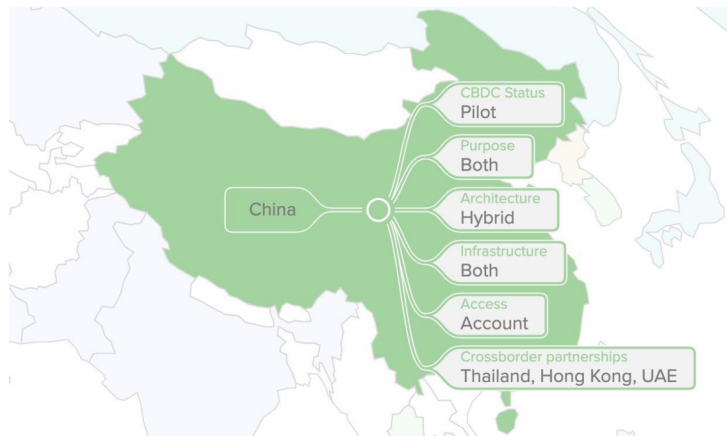 CBDC Status
Pilot
Purpose
Both
China
Architecture
Hybrid
Infrastructure
Both
Access
Account
Crossborder partnerships
Thailand, Hong Kong, UAE